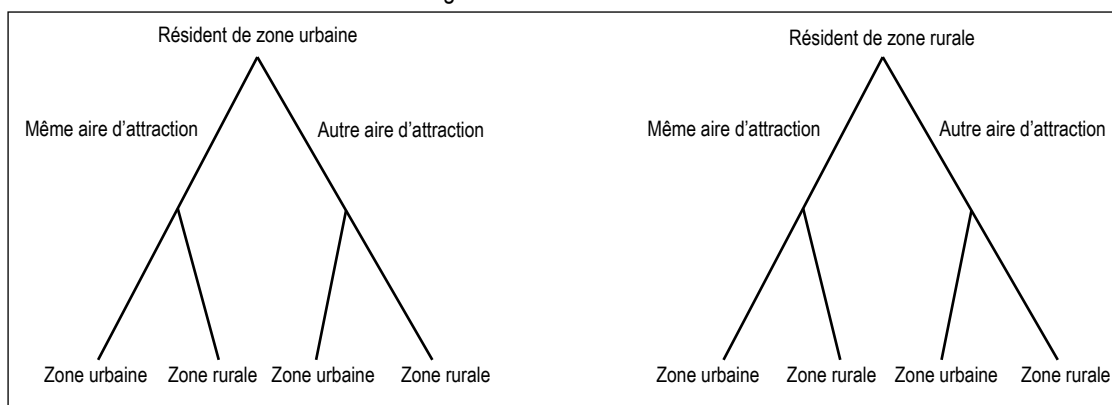 Résident de zone urbaine
Même aire d'attraction
Autre aire d'attraction
Zone urbaine
Zone rurale
Zone urbaine
Zone rurale
Résident de zone rurale
Même aire d'attraction
Autre aire d'attraction
Zone urbaine
Zone rurale
Zone urbaine
Zone rurale